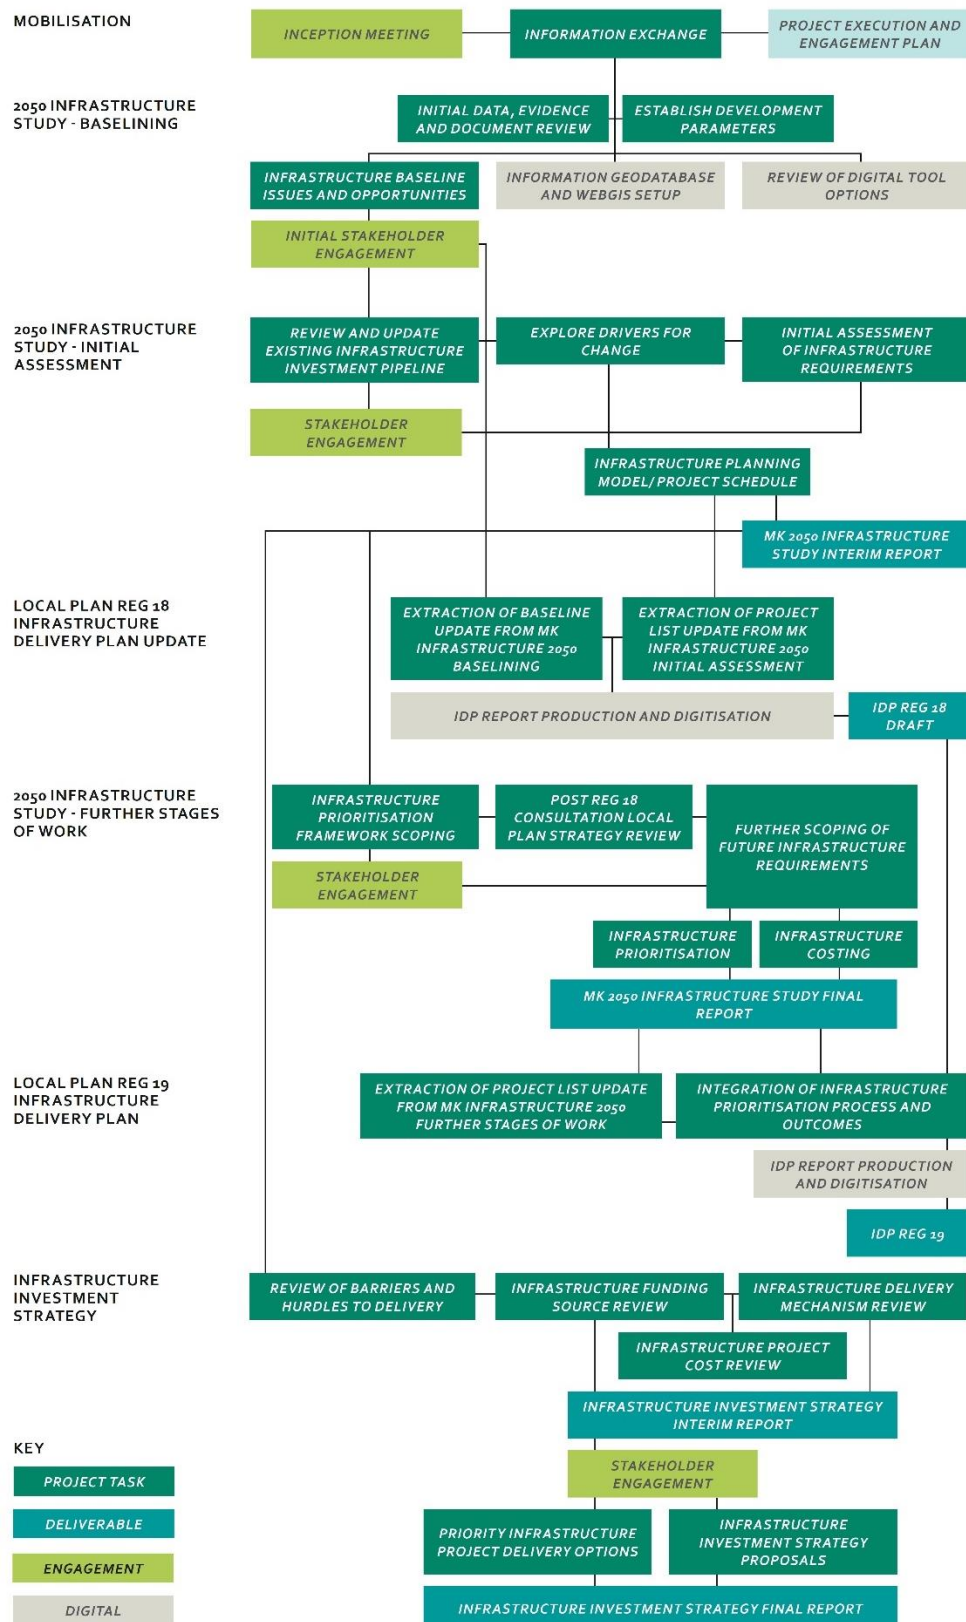 MOBILISATION
INCEPTION MEETING
INFORMATION EXCHANGE
PROJECT EXECUTION AND
ENGAGEMENT PLAN
2050 INFRASTRUCTURE
STUDY - BASELINING
INITIAL DATA, EVIDENCE
AND DOCUMENT REVIEW
ESTABLISH DEVELOPMENT
PARAMETERS
INFRASTRUCTURE BASELINE
ISSUES AND OPPORTUNITIES
INFORMATION GEODATABASE
AND WEBGIS SETUP
REVIEW OF DIGITAL TOOL
OPTIONS
INITIAL STAKEHOLDER
ENGAGEMENT
2050 INFRASTRUCTURE
STUDY - INITIAL
ASSESSMENT
REVIEW AND UPDATE
EXISTING INFRASTRUCTURE
INVESTMENT PIPELINE
EXPLORE DRIVERS FOR
CHANGE
INITIAL ASSESSMENT
OF INFRASTRUCTURE
REQUIREMENTS
STAKEHOLDER
ENGAGEMENT
INFRASTRUCTURE PLANNING
MODEL/ PROJECT SCHEDULE
MK 2050 INFRASTRUCTURE
STUDY INTERIM REPORT
LOCAL PLAN REG 18
INFRASTRUCTURE
DELIVERY PLAN UPDATE
EXTRACTION OF BASELINE
UPDATE FROM MK
INFRASTRUCTURE 2050
BASELINING
EXTRACTION OF PROJECT
LIST UPDATE FROM MK
INFRASTRUCTURE 2050
INITIAL ASSESSMENT
IDP REPORT PRODUCTION AND DIGITISATION
IDP REG 18
DRAFT
2050 INFRASTRUCTURE
STUDY - FURTHER STAGES
OF WORK
INFRASTRUCTURE
PRIORITISATION
FRAMEWORK SCOPING
POST REG 18
CONSULTATION LOCAL
PLAN STRATEGY REVIEW
FURTHER SCOPING OF
FUTURE INFRASTRUCTURE
REQUIREMENTS
STAKEHOLDER
ENGAGEMENT
INFRASTRUCTURE
PRIORITISATION
INFRASTRUCTURE
COSTING
MK 2050 INFRASTRUCTURE STUDY FINAL
REPORT
LOCAL PLAN REG 19
INFRASTRUCTURE
DELIVERY PLAN
EXTRACTION OF PROJECT LIST UPDATE
FROM MK INFRASTRUCTURE 2050
FURTHER STAGES OF WORK
INTEGRATION OF INFRASTRUCTURE
PRIORITISATION PROCESS AND
OUTCOMES
IDP REPORT PRODUCTION
AND DIGITISATION
IDP REG 19
INFRASTRUCTURE
INVESTMENT
STRATEGY
REVIEW OF BARRIERS AND
HURDLES TO DELIVERY
INFRASTRUCTURE FUNDING
SOURCE REVIEW
INFRASTRUCTURE DELIVERY
MECHANISM REVIEW
INFRASTRUCTURE PROJECT
COST REVIEW
INFRASTRUCTURE INVESTMENT STRATEGY
INTERIM REPORT
STAKEHOLDER
ENGAGEMENT
PRIORITY INFRASTRUCTURE
PROJECT DELIVERY OPTIONS
INFRASTRUCTURE
INVESTMENT STRATEGY
PROPOSALS
INFRASTRUCTURE INVESTMENT STRATEGY FINAL REPORT
KEY
PROJECT TASK
DELIVERABLE
ENGAGEMENT
DIGITAL